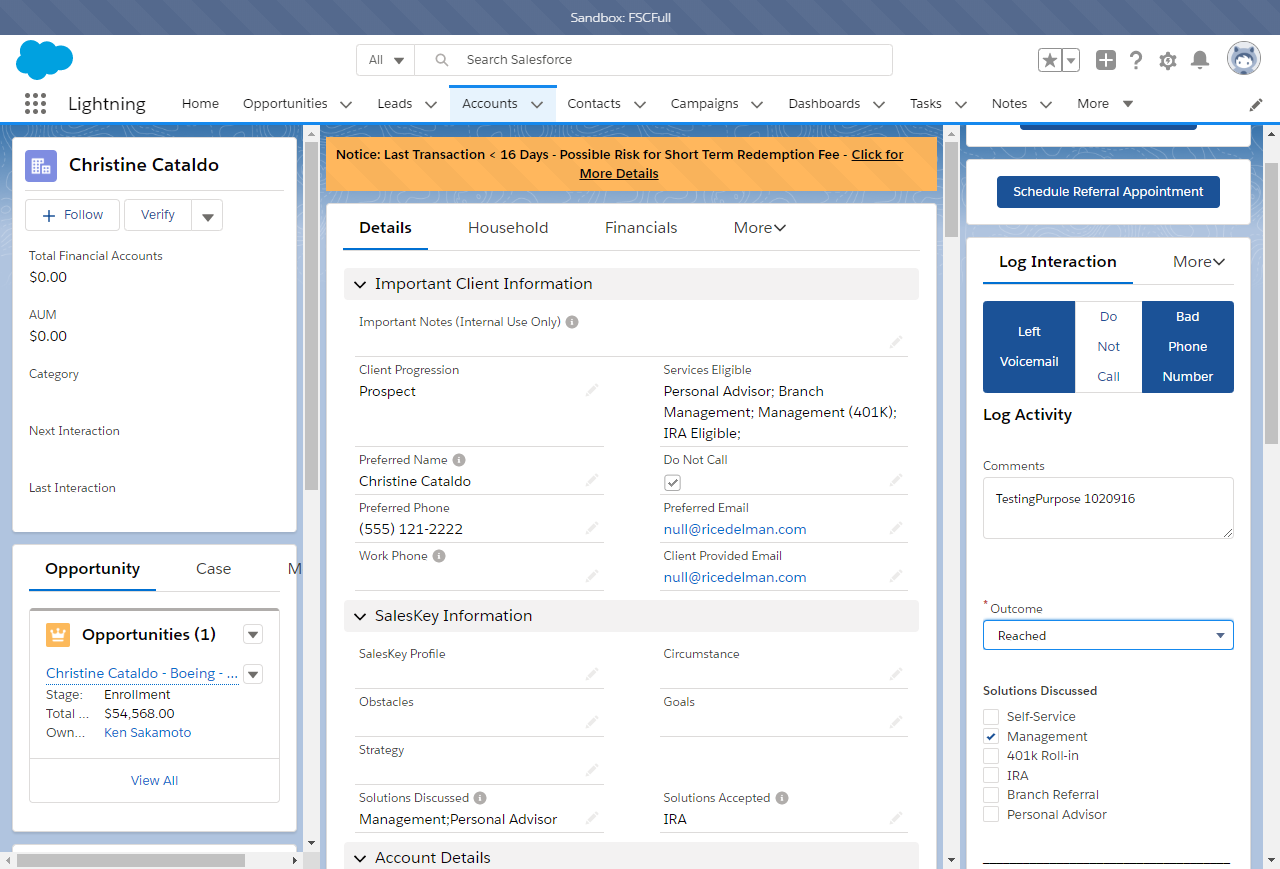 Sandbox: FSCFull
All
Search Salesforce
Lightning
Home
Opportunities
Leads
Accounts
Contacts
Campaigns
Dashboards
Tasks
Notes
More
Christine Cataldo
Follow
Verify
Total Financial Accounts
$0.00
AUM
$0.00
Category
Next Interaction
Last Interaction
Opportunity
Case
M
Opportunities (1)
Christine Cataldo - Boeing - ...
Stage: Enrollment
Total ... $54,568.00
Own... Ken Sakamoto
View All
Notice: Last Transaction < 16 Days - Possible Risk for Short Term Redemption Fee - Click for
More Details
Details
Household
Financials
More
Important Client Information
Important Notes (Internal Use Only)
Client Progression
Prospect
Services Eligible
Personal Advisor; Branch
Management; Management (401K);
IRA Eligible;
Preferred Name
Christine Cataldo
Do Not Call
Preferred Phone
(555) 121-2222
Preferred Email
null@ricedelman.com
Work Phone
Client Provided Email
null@ricedelman.com
SalesKey Information
SalesKey Profile
Circumstance
Obstacles
Goals
Strategy
Solutions Discussed
Management;Personal Advisor
Solutions Accepted
IRA
Account Details
Schedule Referral Appointment
Log Interaction
More
Left
Voicemail
Do
Not
Call
Bad
Phone
Number
Log Activity
Comments
TestingPurpose 1020916
* Outcome
Reached
Solutions Discussed
Self-Service
Management
401k Roll-in
IRA
Branch Referral
Personal Advisor